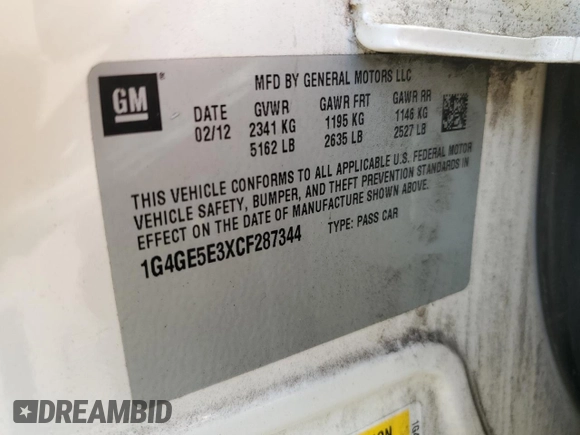 GM
®
MFD BY GENERAL MOTORS LLC
DATE GVWR GAWR FRT GAWR RR
02/12 2341 KG 1195 KG 1146 KG
5162 LB 2635 LB 2527 LB
THIS VEHICLE CONFORMS TO ALL APPLICABLE U.S. FEDERAL MOTOR
VEHICLE SAFETY, BUMPER, AND THEFT PREVENTION STANDARDS IN
EFFECT ON THE DATE OF MANUFACTURE SHOWN ABOVE.
1G4GE5E3XCF287344 TYPE: PASS CAR
DREAMBID